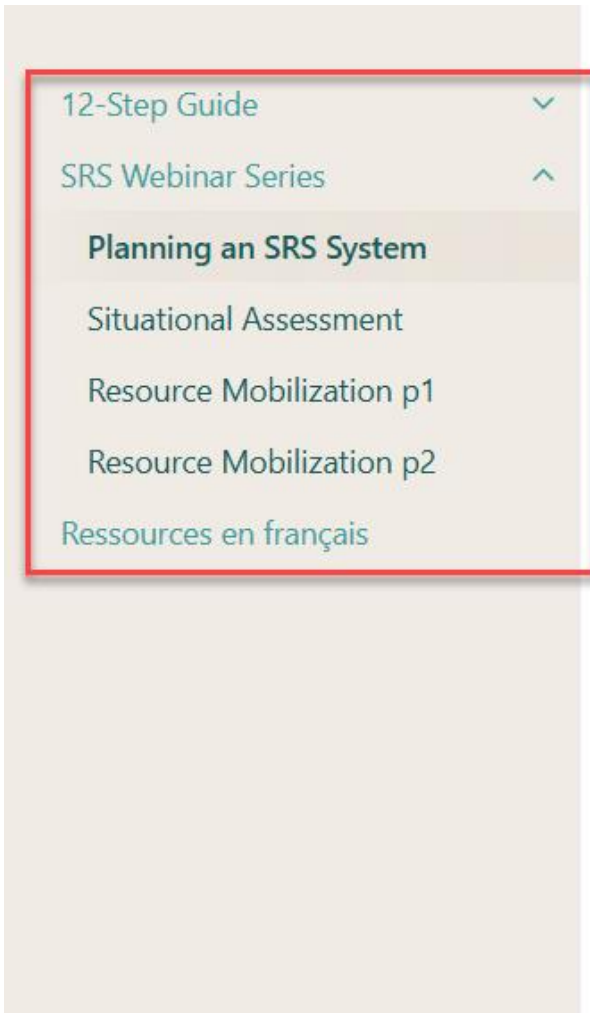 12-Step Guide
SRS Webinar Series
Planning an SRS System
Situational Assessment
Resource Mobilization p1
Resource Mobilization p2
Ressources en français